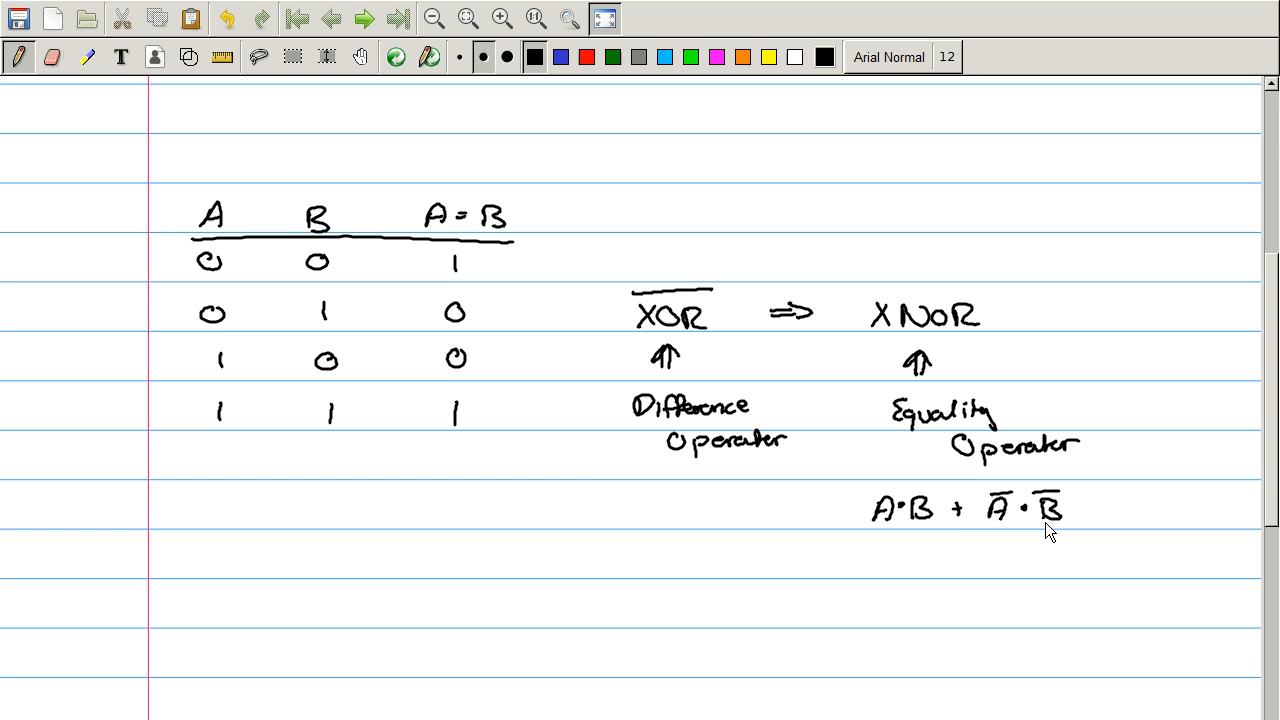 Arial Normal 12
A B A = B
0 0 1
0 1 0
1 0 0
1 1 1
X̅O̅R̅ ⇒ XNOR
⇑ ⇑
Difference
Operator
Equality
Operator
A·B + A̅·B̅